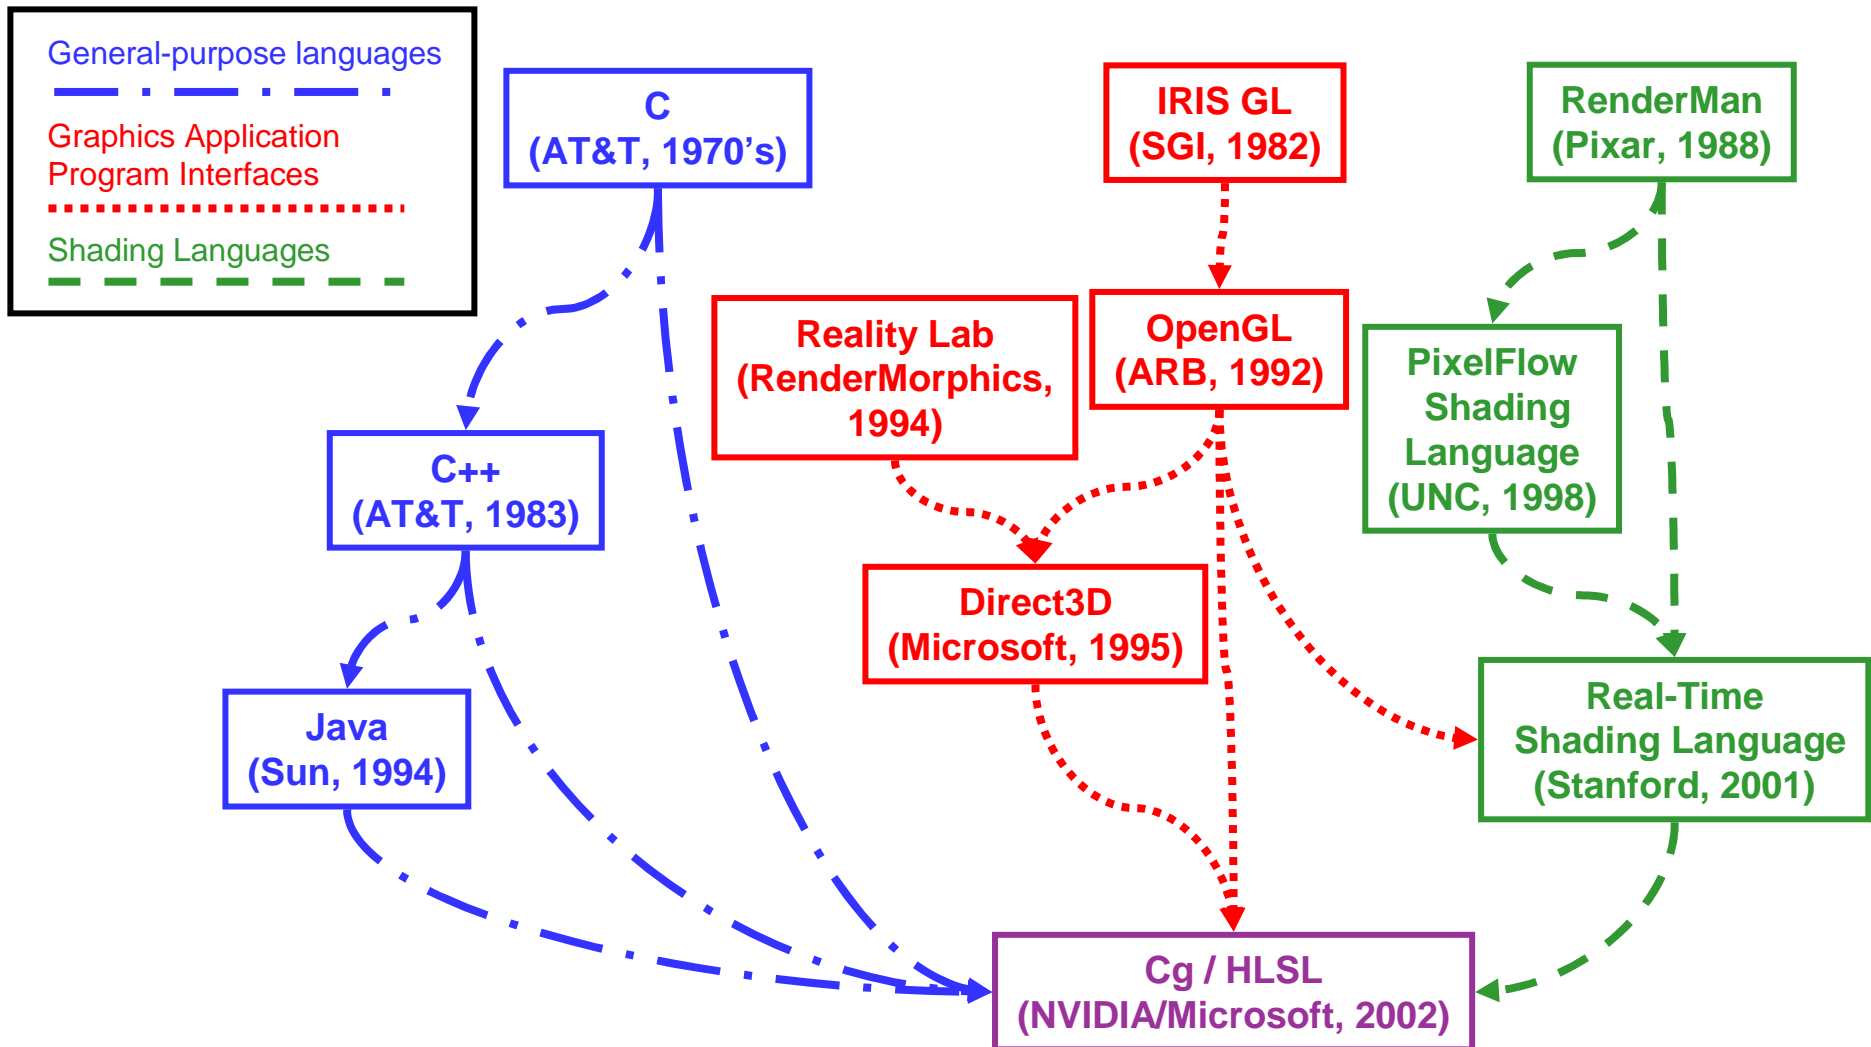 General-purpose languages
Graphics Application
Program Interfaces
Shading Languages
C
(AT&T, 1970’s)
IRIS GL
(SGI, 1982)
RenderMan
(Pixar, 1988)
Reality Lab
(RenderMorphics,
1994)
OpenGL
(ARB, 1992)
PixelFlow
Shading
Language
(UNC, 1998)
C++
(AT&T, 1983)
Direct3D
(Microsoft, 1995)
Java
(Sun, 1994)
Real-Time
Shading Language
(Stanford, 2001)
Cg / HLSL
(NVIDIA/Microsoft, 2002)